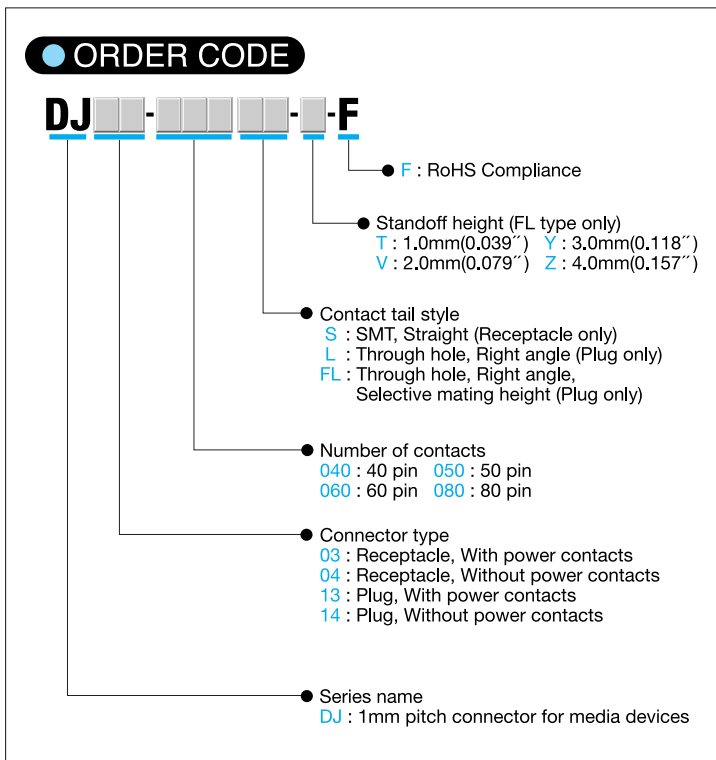 ORDER CODE
DJ - - -F
F : RoHS Compliance
Standoff height (FL type only)
T : 1.0mm(0.039˝) Y : 3.0mm(0.118˝)
V : 2.0mm(0.079˝) Z : 4.0mm(0.157˝)
Contact tail style
S : SMT, Straight (Receptacle only)
L : Through hole, Right angle (Plug only)
FL : Through hole, Right angle,
Selective mating height (Plug only)
Number of contacts
040 : 40 pin 050 : 50 pin
060 : 60 pin 080 : 80 pin
Connector type
03 : Receptacle, With power contacts
04 : Receptacle, Without power contacts
13 : Plug, With power contacts
14 : Plug, Without power contacts
Series name
DJ : 1mm pitch connector for media devices